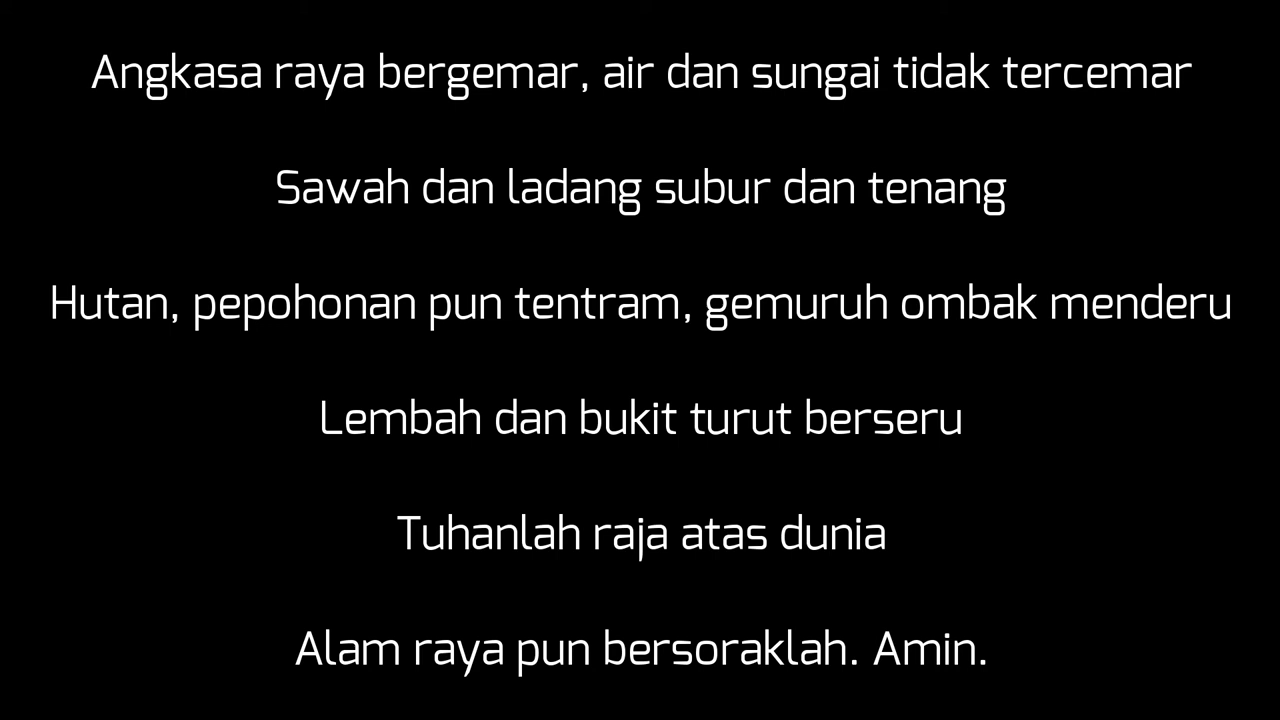 Angkasa raya bergemar, air dan sungai tidak tercemar
Sawah dan ladang subur dan tenang
Hutan, pepohonan pun tentram, gemuruh ombak menderu
Lembah dan bukit turut berseru
Tuhanlah raja atas dunia
Alam raya pun bersoraklah. Amin.